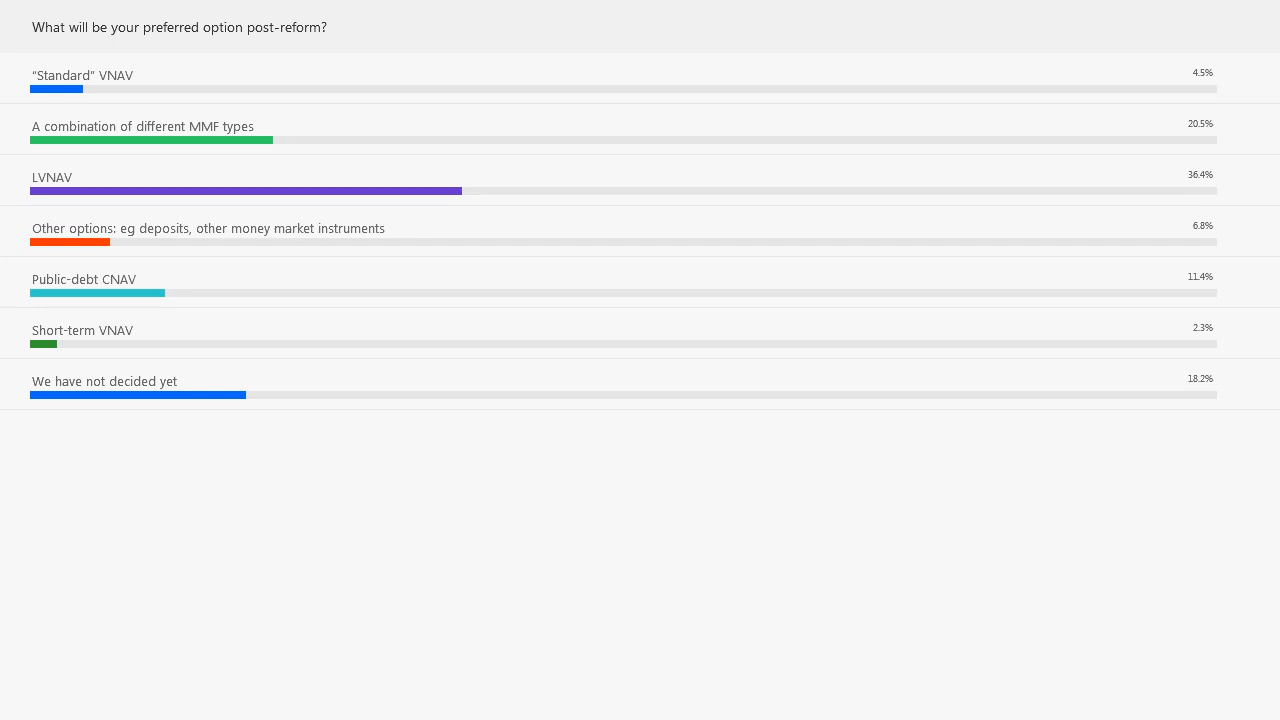 What will be your preferred option post-reform?
“Standard” VNAV
4.5%
A combination of different MMF types
20.5%
LVNAV
36.4%
Other options: eg deposits, other money market instruments
6.8%
Public-debt CNAV
11.4%
Short-term VNAV
2.3%
We have not decided yet
18.2%